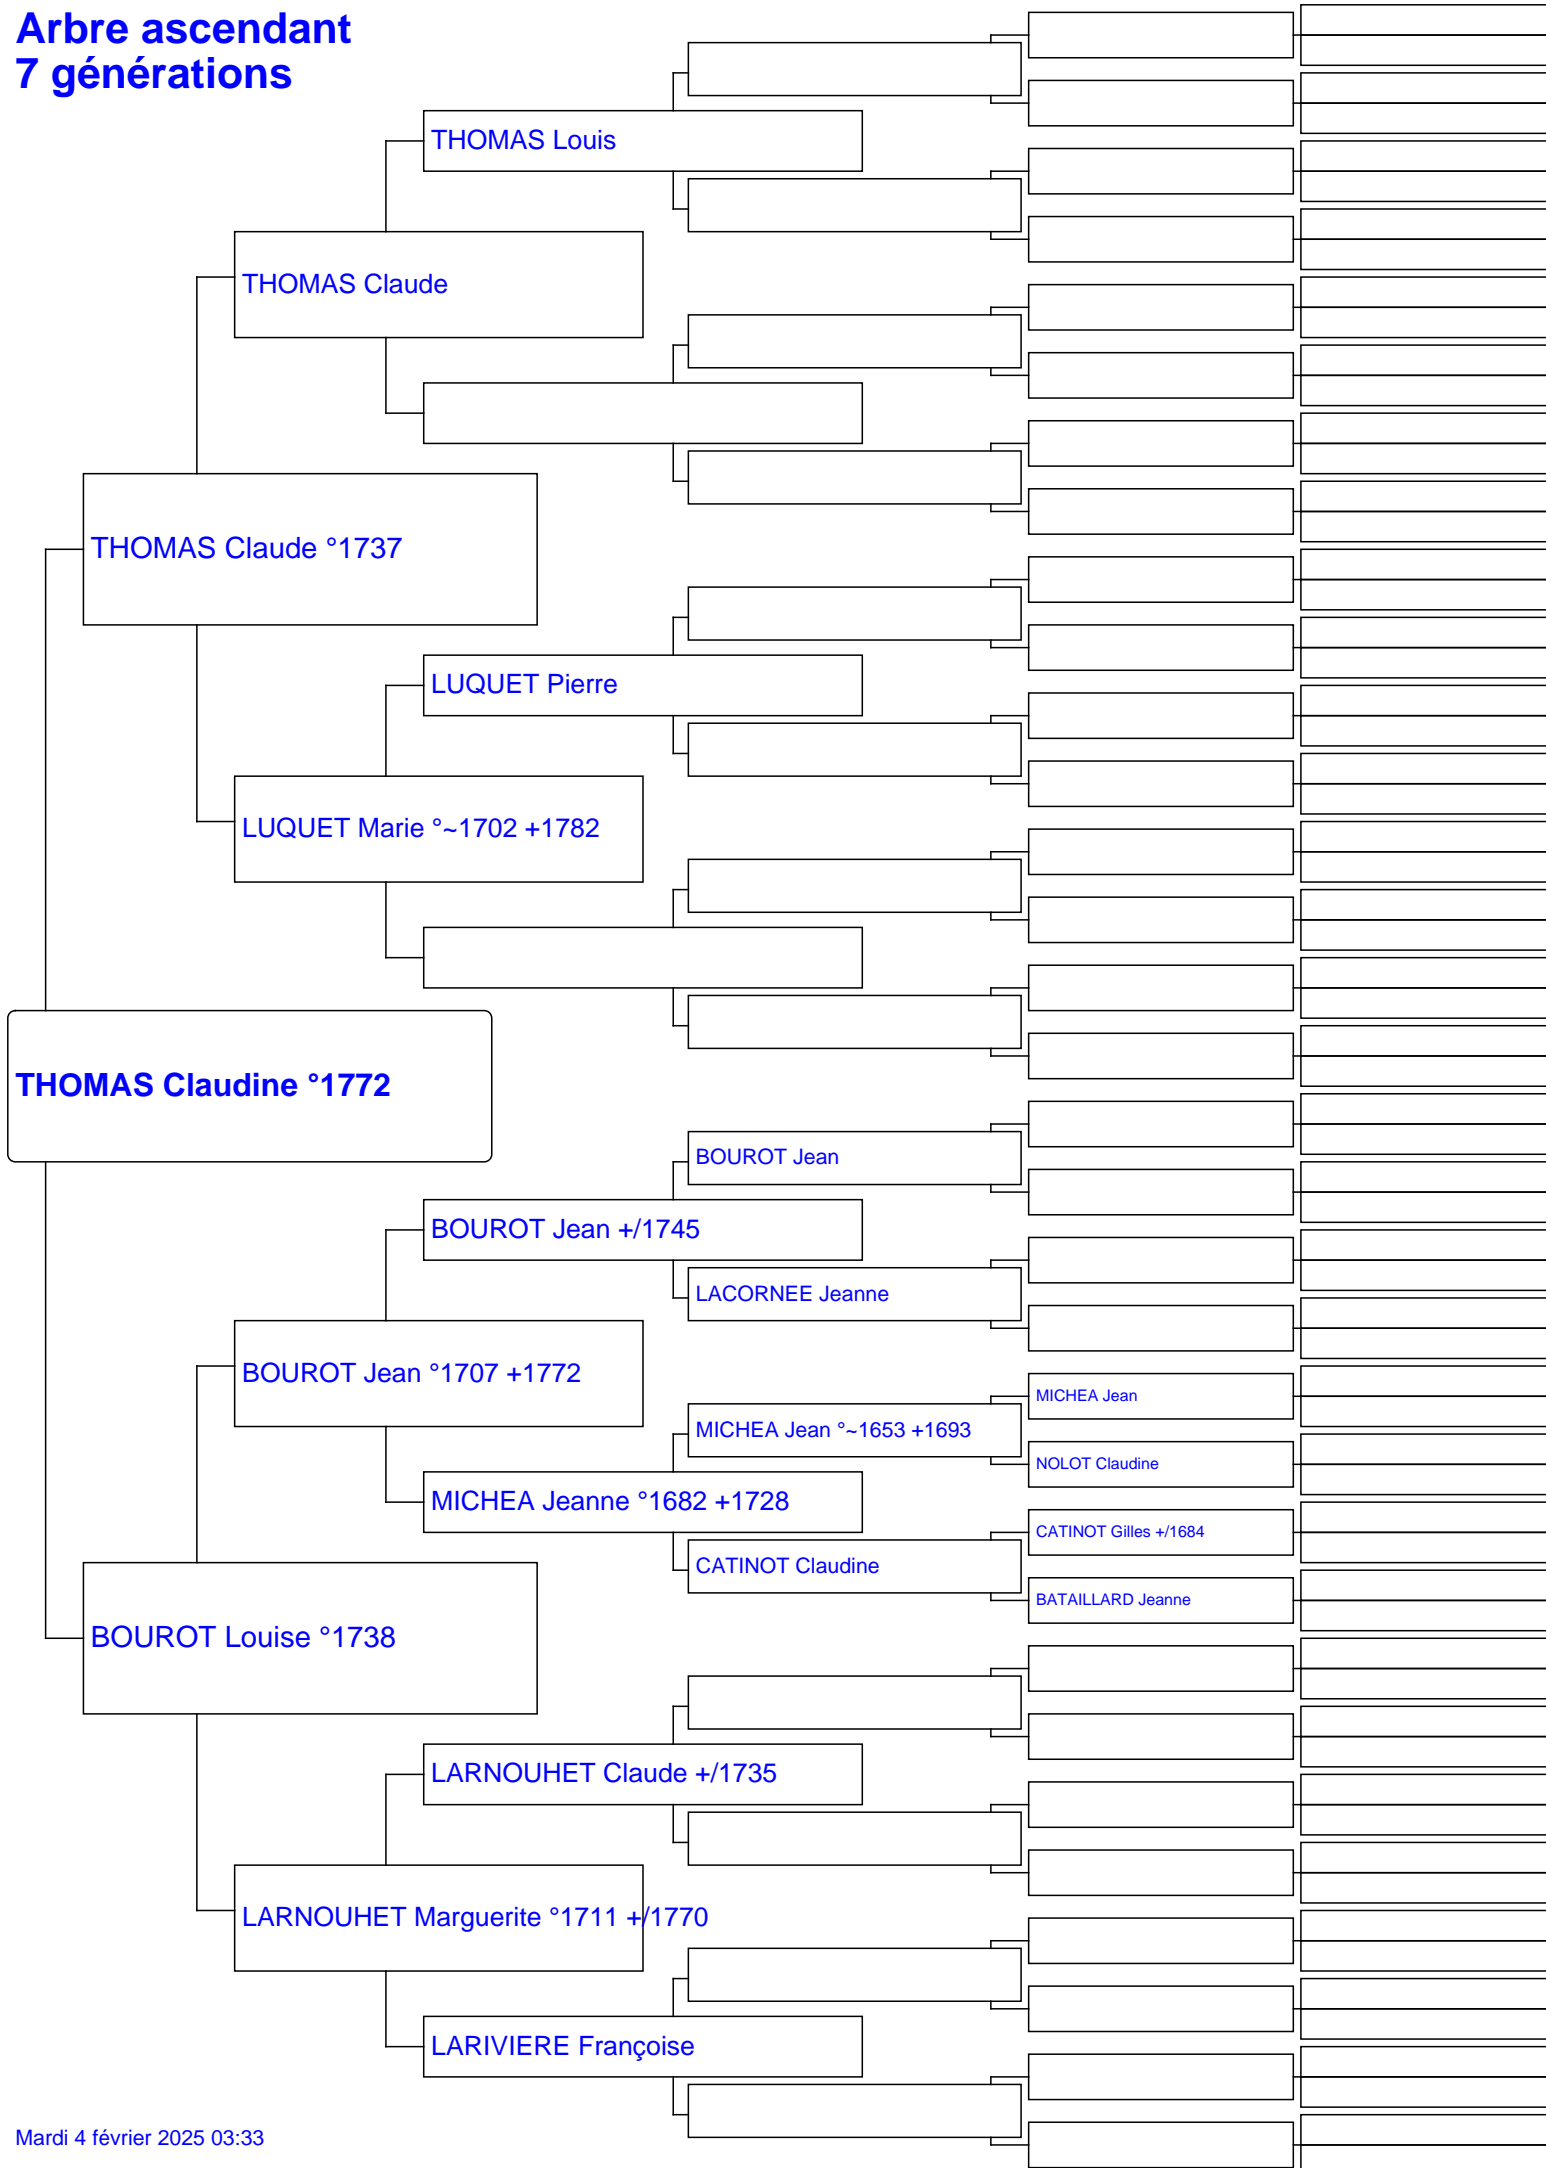 Arbre ascendant
7 générations
THOMAS Louis
THOMAS Claude
THOMAS Claude °1737
LUQUET Pierre
LUQUET Marie °~1702 +1782
THOMAS Claudine °1772
BOUROT Jean
BOUROT Jean +/1745
LACORNEE Jeanne
BOUROT Jean °1707 +1772
MICHEA Jean
MICHEA Jean °~1653 +1693
NOLOT Claudine
MICHEA Jeanne °1682 +1728
CATINOT Gilles +/1684
CATINOT Claudine
BATAILLARD Jeanne
BOUROT Louise °1738
LARNOUHET Claude +/1735
LARNOUHET Marguerite °1711 +/1770
LARIVIERE Françoise
Mardi 4 février 2025 03:33